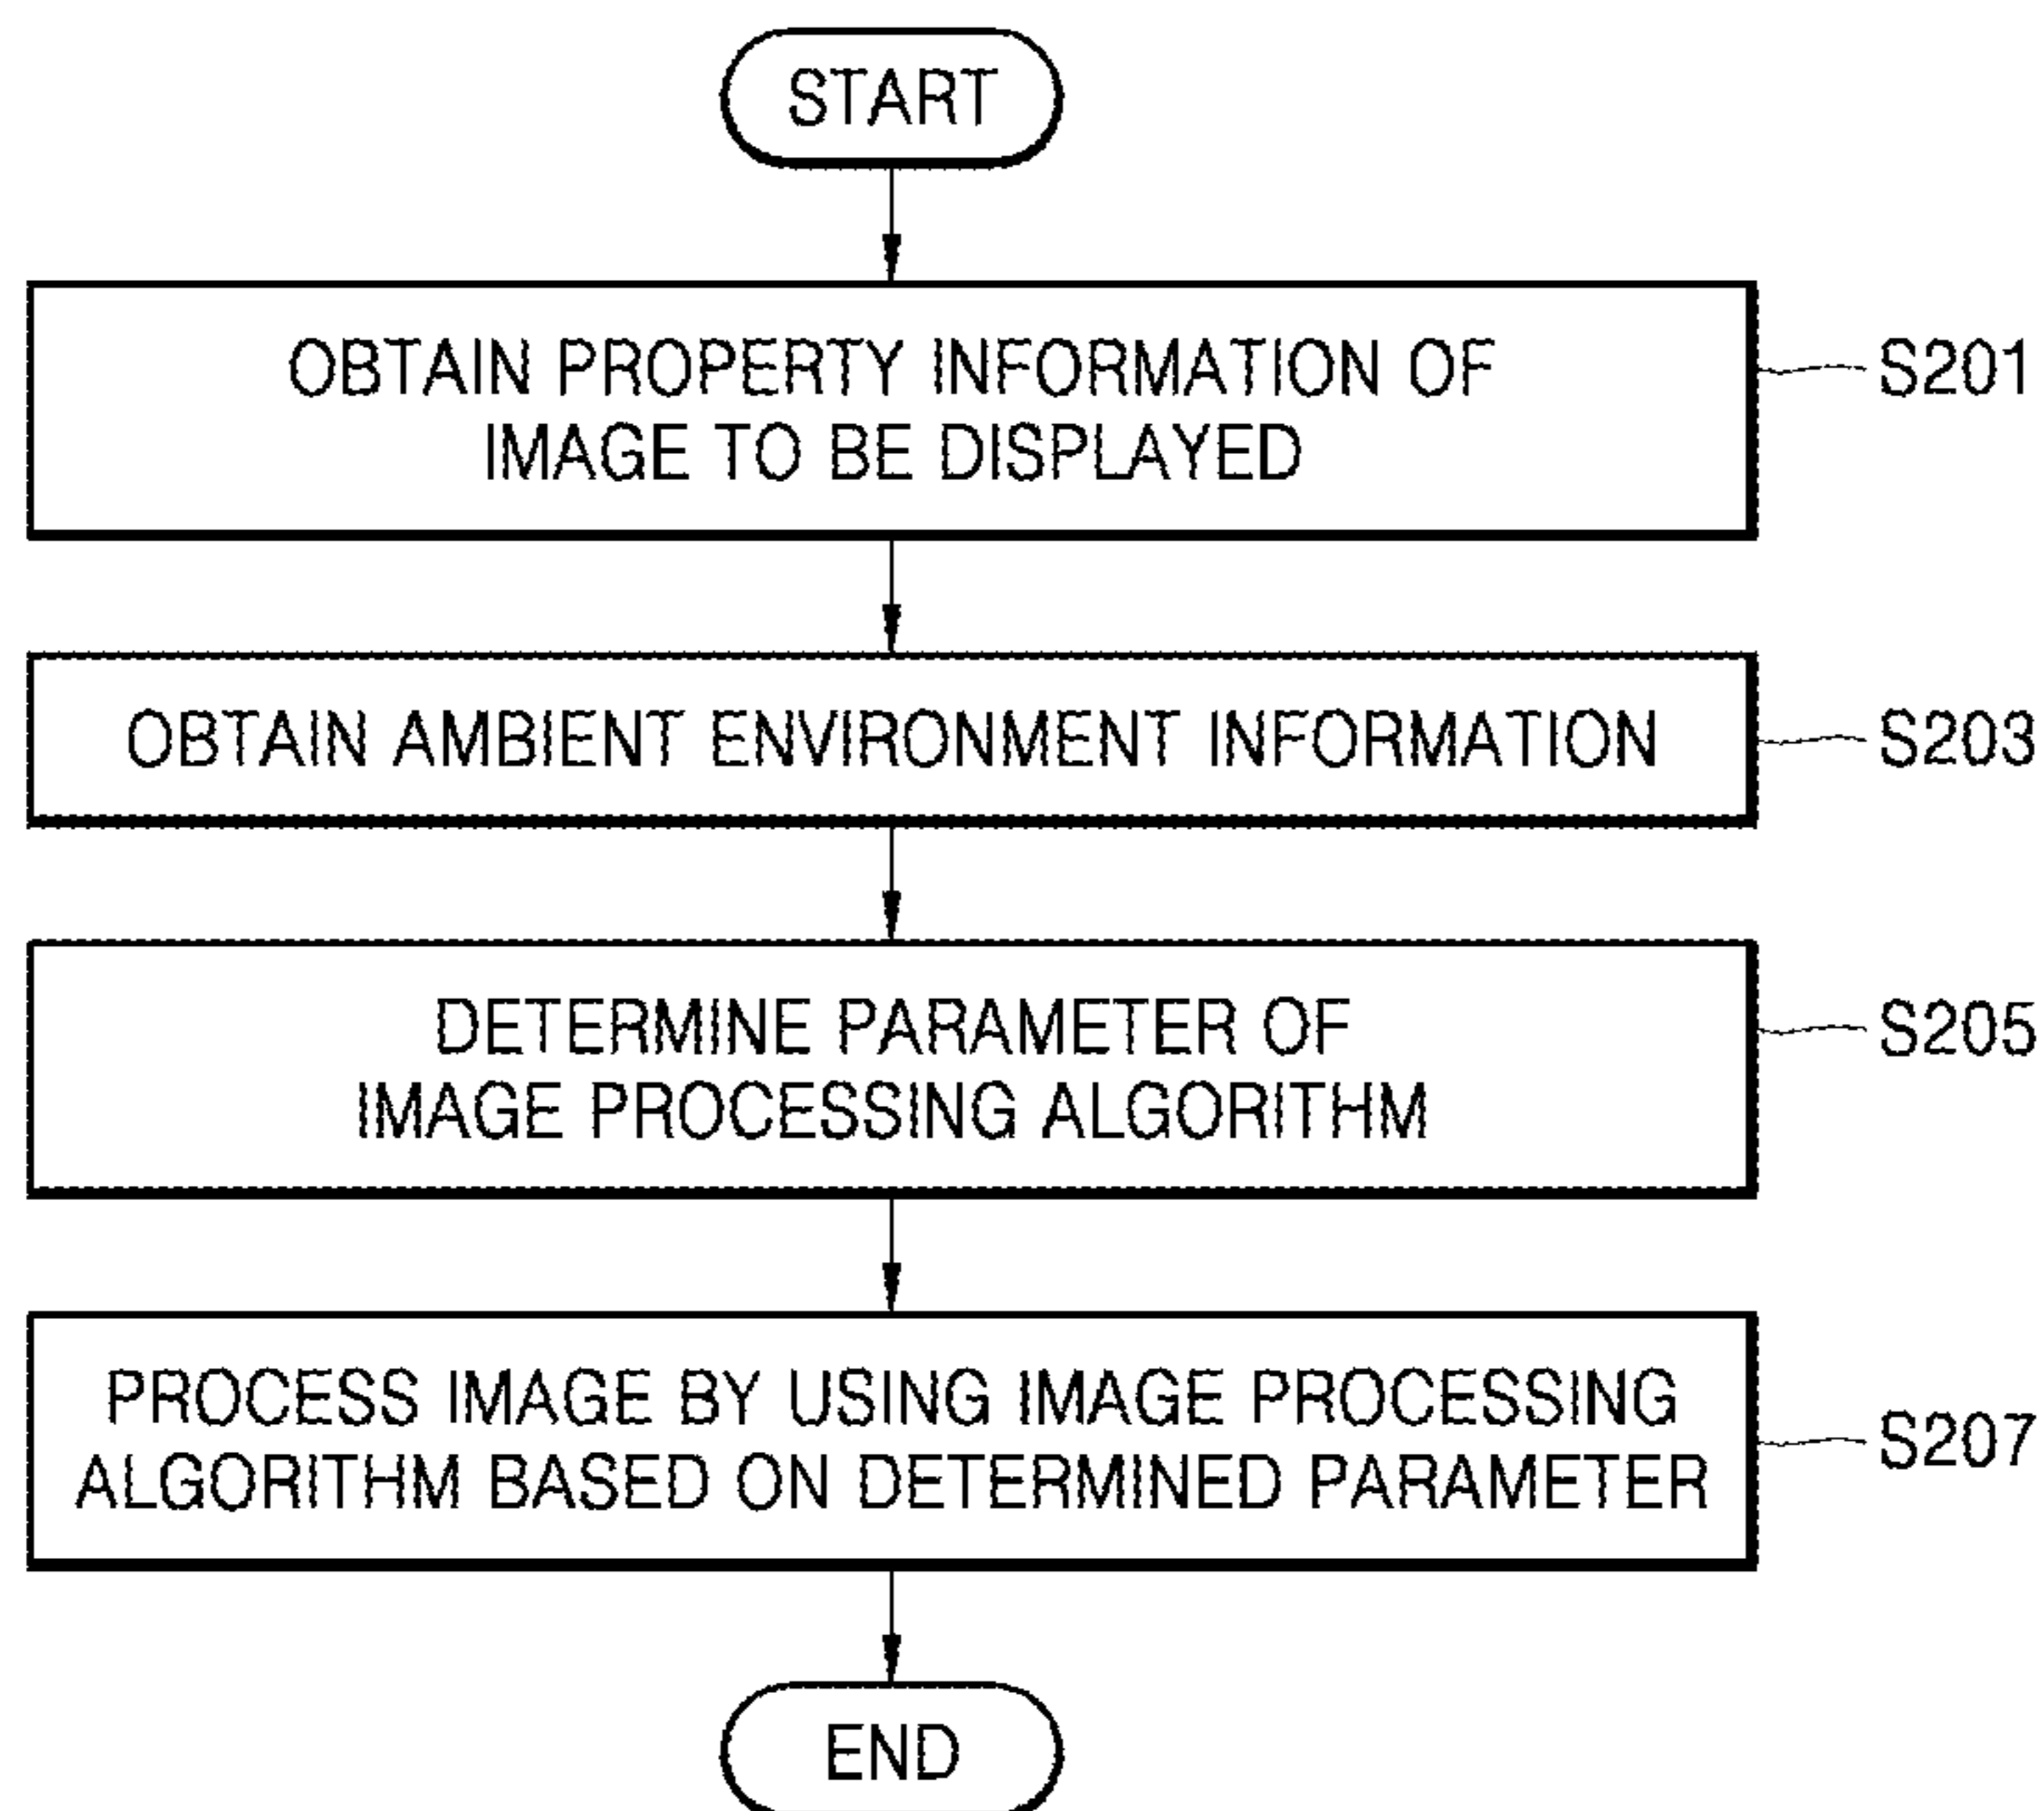 START
OBTAIN PROPERTY INFORMATION OF
IMAGE TO BE DISPLAYED
S201
OBTAIN AMBIENT ENVIRONMENT INFORMATION
S203
DETERMINE PARAMETER OF
IMAGE PROCESSING ALGORITHM
S205
PROCESS IMAGE BY USING IMAGE PROCESSING
ALGORITHM BASED ON DETERMINED PARAMETER
S207
END